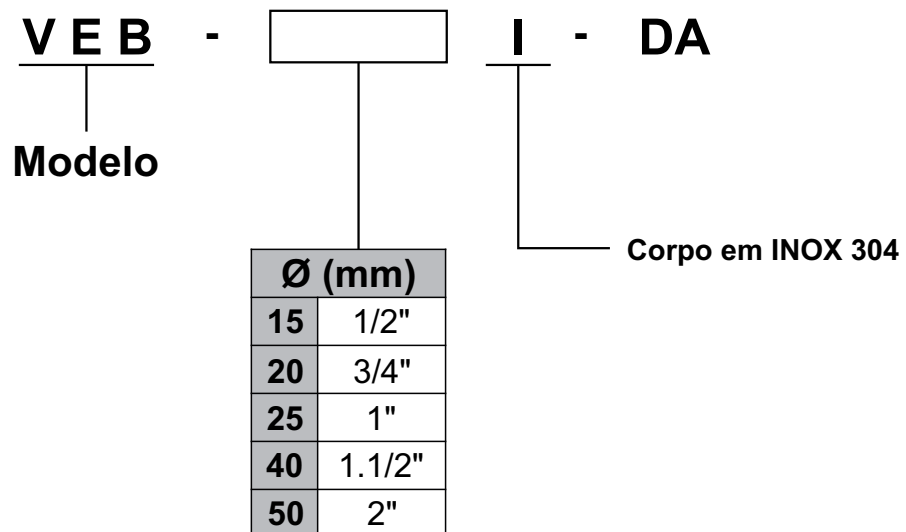 V E B - I - DA
Modelo
Corpo em INOX 304
Ø (mm)
15 1/2"
20 3/4"
25 1"
40 1.1/2"
50 2"